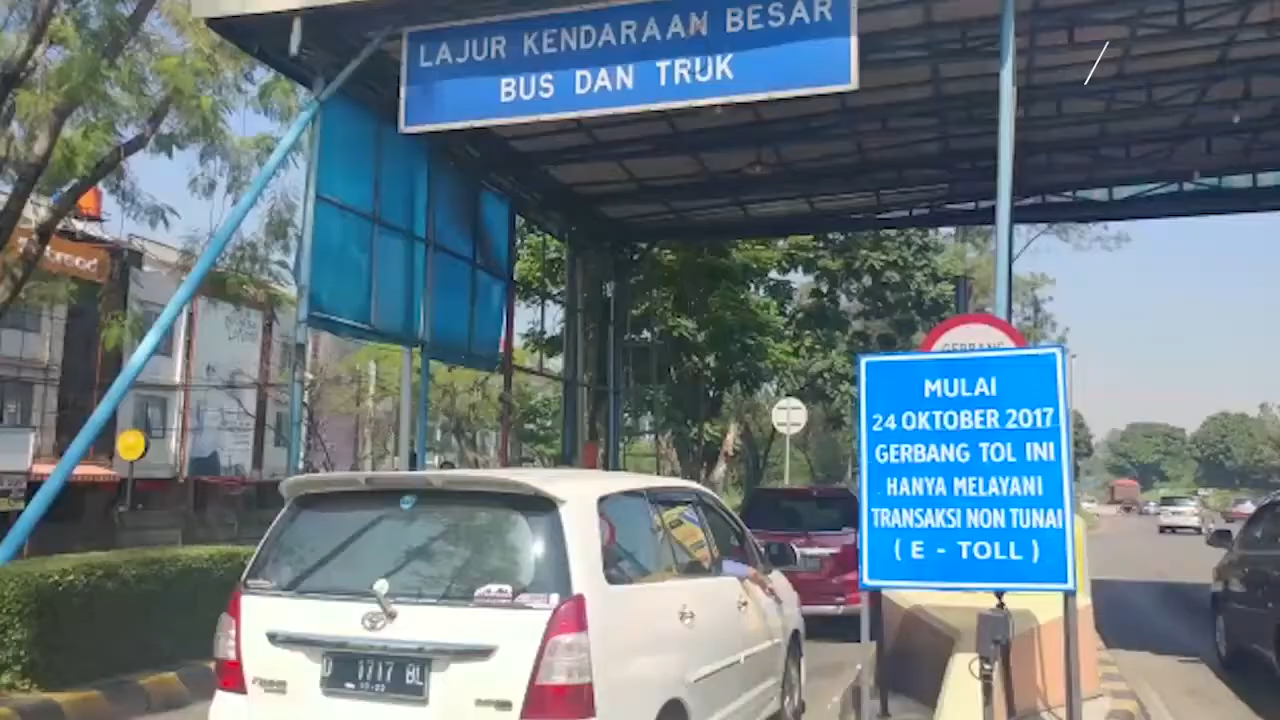 LAJUR KENDARAAN BESAR
BUS DAN TRUK
GERBANG
MULAI
24 OKTOBER 2017
GERBANG TOL INI
HANYA MELAYANI
TRANSAKSI NON TUNAI
( E - TOLL )
D 1717 BL